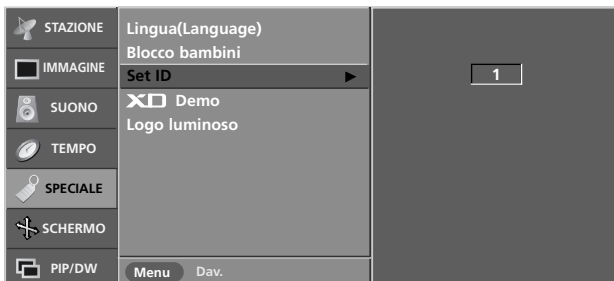 STAZIONE
IMMAGINE
SUONO
TEMPO
SPECIALE
SCHERMO
PIP/DW
Lingua(Language)
Blocco bambini
Set ID ►
XD Demo
Logo luminoso
Menu Dav.
1